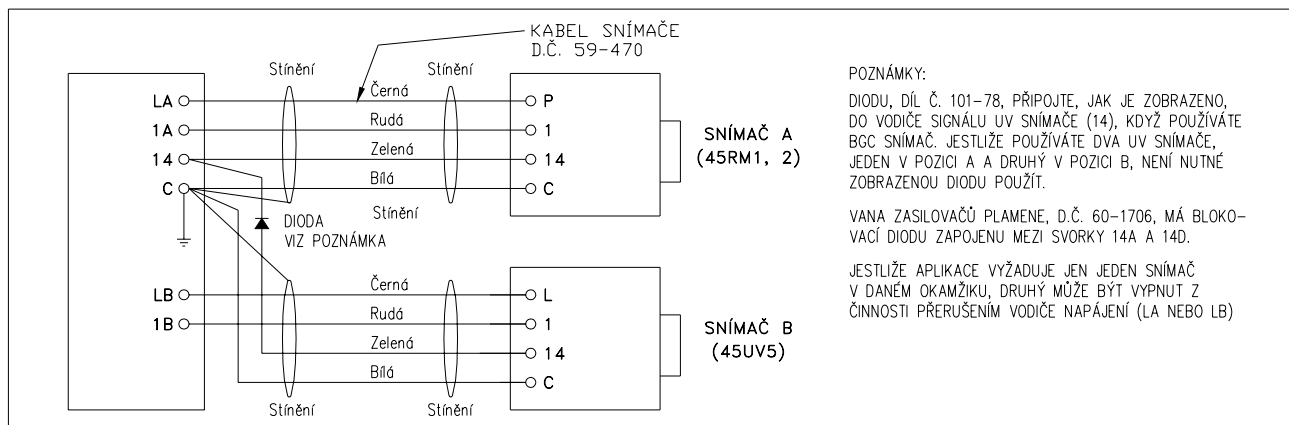 KABEL SNÍMAČE
D.Č. 59-470
Stínění
Stínění
LA
Černá
P
1A
Rudá
1
14
Zelená
14
C
Bílá
C
Stínění
SNÍMAČ A
(45RM1, 2)
DIODA
VIZ POZNÁMKA
LB
Černá
L
1B
Rudá
1
Zelená
14
Bílá
C
Stínění
Stínění
SNÍMAČ B
(45UV5)
POZNÁMKY:
DIODU, DÍL Č. 101-78, PŘIPOJTE, JAK JE ZOBRAZENO,
DO VODIČE SIGNÁLU UV SNÍMAČE (14), KDYŽ POUŽÍVÁTE
BGC SNÍMAČ. JESTLIŽE POUŽÍVÁTE DVA UV SNÍMAČE,
JEDEN V POZICI A A DRUHÝ V POZICI B, NENÍ NUTNÉ
ZOBRAZENOU DIODU POUŽÍT.
VANA ZASILOVAČŮ PLAMENE, D.Č. 60-1706, MÁ BLOKO-
VACÍ DIODU ZAPOJENU MEZI SVORKY 14A A 14D.
JESTLIŽE APLIKACE VYŽADUJE JEN JEDEN SNÍMAČ
V DANÉM OKAMŽIKU, DRUHÝ MŮŽE BÝT VYPNUT Z
ČINNOSTI PŘERUŠENÍM VODIČE NAPÁJENÍ (LA NEBO LB)